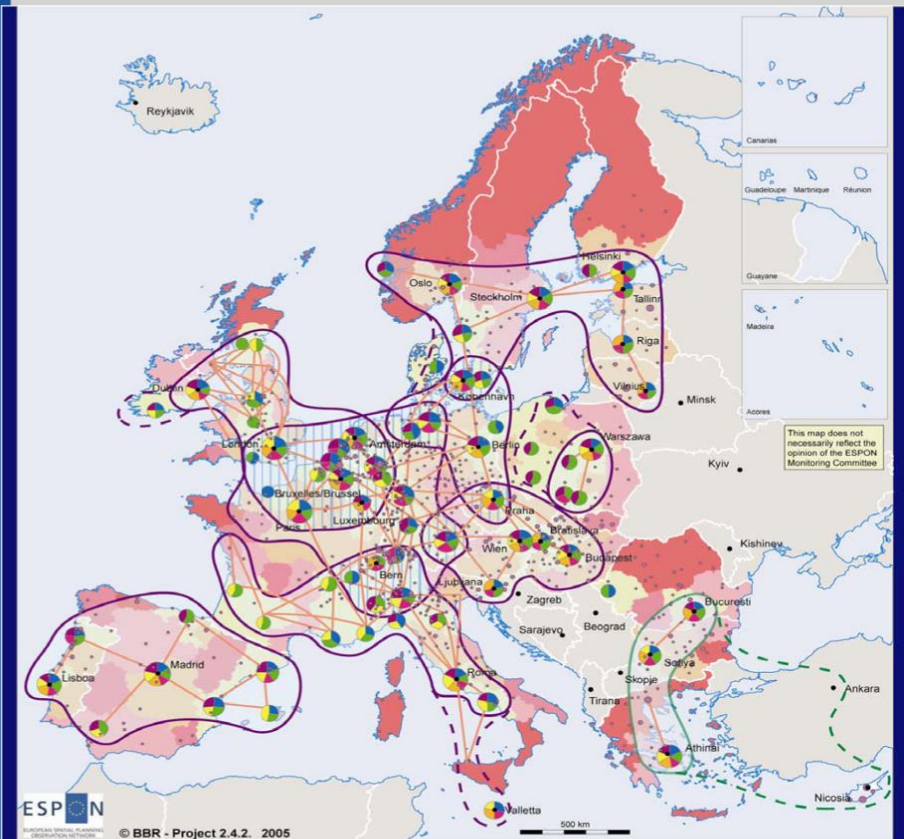 Reykjavik
Canarias
Guadeloupe Martinique Réunion
Guayane
Madeira
Acores
This map does not
necessarily reflect the
opinion of the ESPON
Monitoring Committee
Helsinki
Oslo
Stockholm
Tallinn
Riga
Vilnius
Minsk
Dublin
København
London
Amsterdam
Berlin
Warszawa
Kyiv
Bruxelles/Brussel
Paris
Luxembourg
Praha
Wien
Bratislava
Budapest
Kishinev
Bern
Ljubljana
Zagreb
Bucuresti
Beograd
Sarajevo
Sofiya
Skopje
Tirana
Madrid
Lisboa
Roma
Ankara
Athinai
Nicosia
Valletta
ESPON
EUROPEAN SPATIAL PLANNING
OBSERVATION NETWORK
© BBR - Project 2.4.2. 2005
500 km